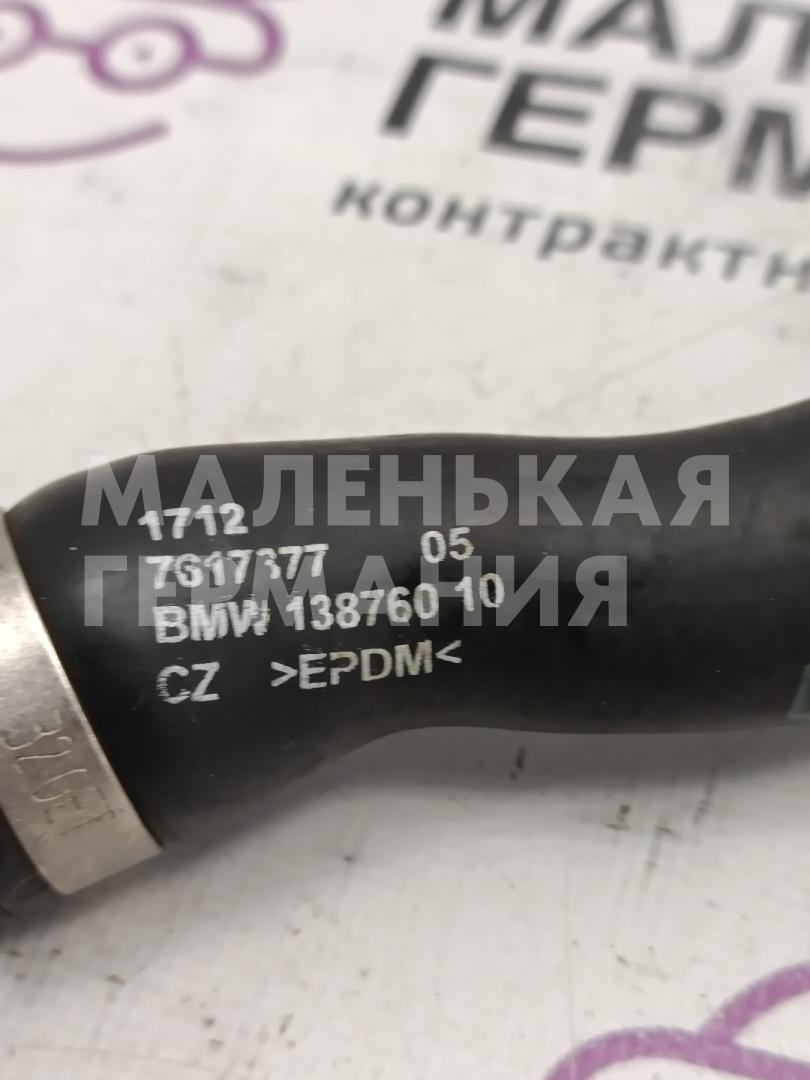 МАЛ
ГЕРМ
контрактн
МАЛЕНЬКАЯ
ГЕРМАНИЯ
1712
7617377 05
BMW 138760 10
CZ >EPDM<